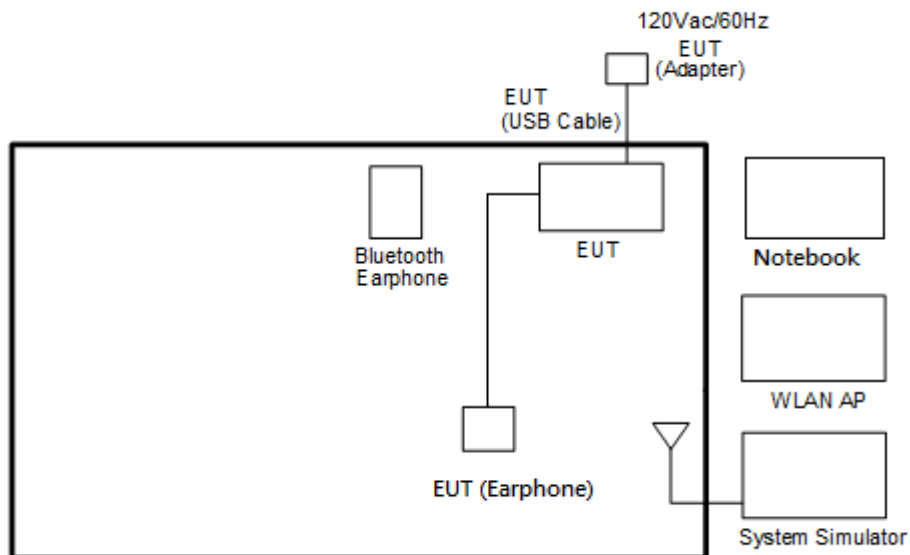 120Vac/60Hz
EUT
(Adapter)
EUT
(USB Cable)
Bluetooth
Earphone
EUT
Notebook
WLAN AP
EUT (Earphone)
System Simulator